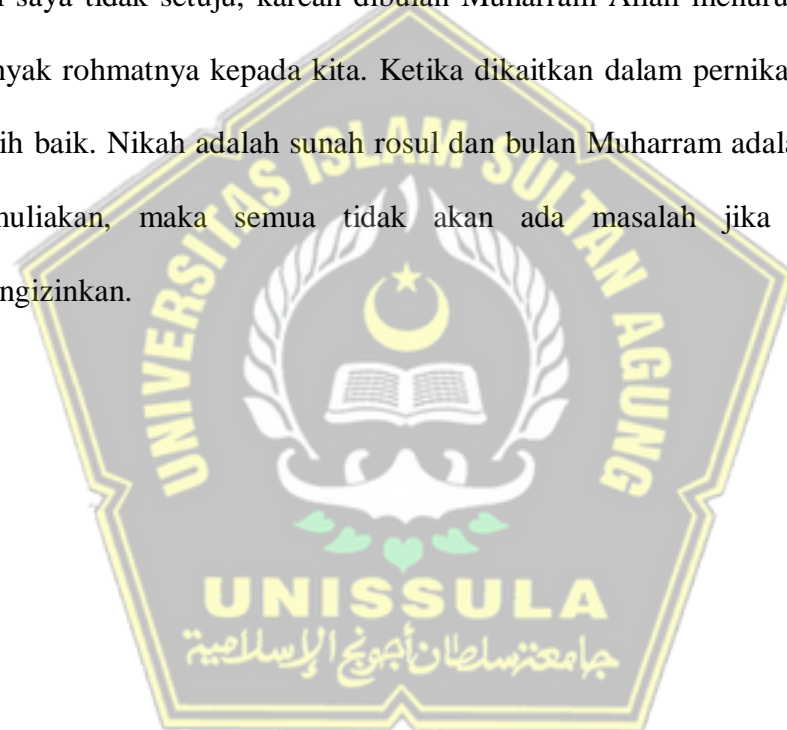 saya tidak setuju, karean dibulan Muharram Allah menuru
nyak rohmatnya kepada kita. Ketika dikaitkan dalam pernika
ih baik. Nikah adalah sunah rosul dan bulan Muharram adala
nuliakan, maka semua tidak akan ada masalah jika
ngizinkan.
UNIVERSITAS ISLAM SULTAN AGUNG
UNISSULA
جامعة سلطان أجونج الإسلامية